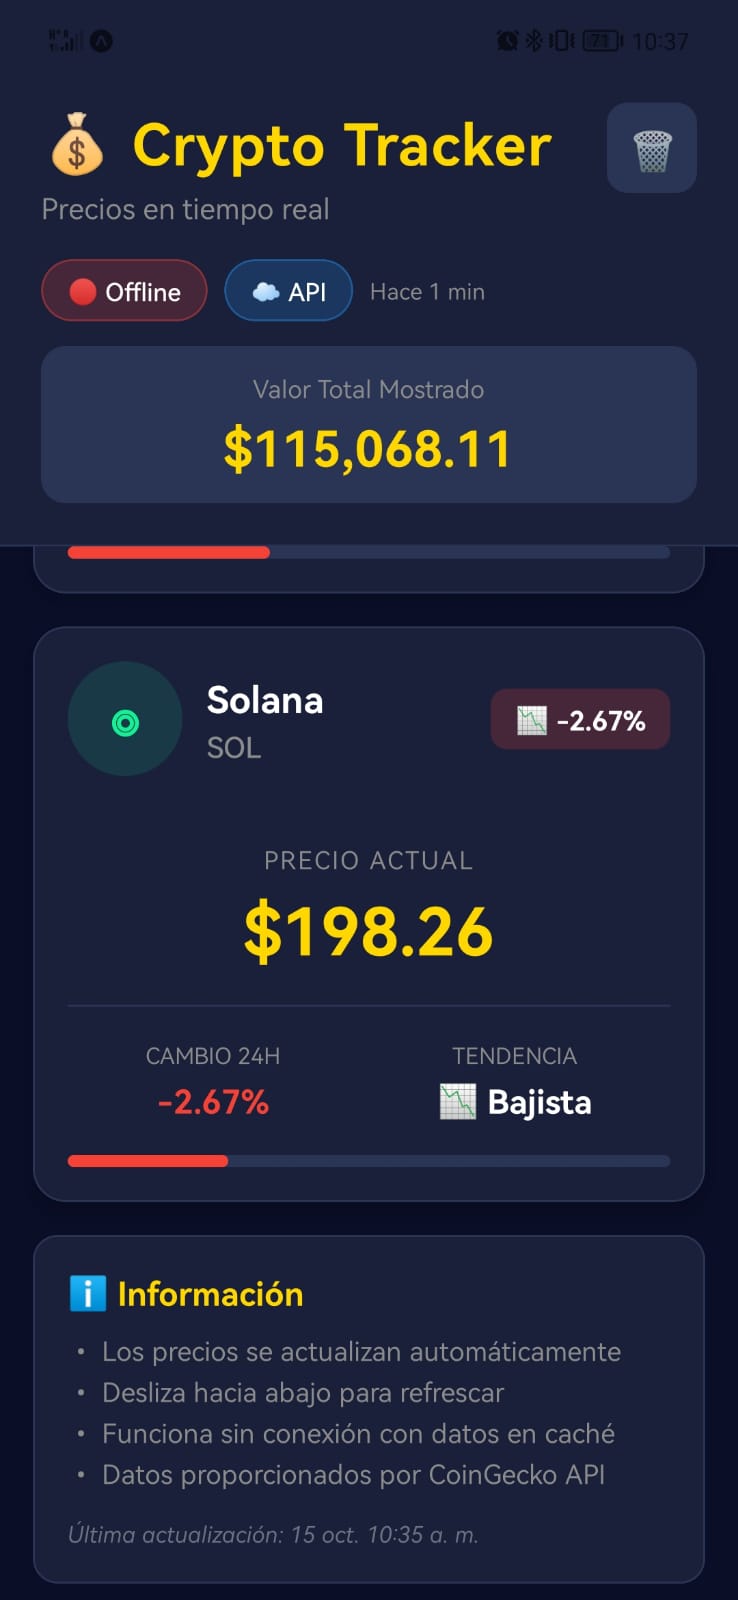 71 10:37
Crypto Tracker
Precios en tiempo real
Offline API Hace 1 min
Valor Total Mostrado
$115,068.11
Solana
SOL
-2.67%
PRECIO ACTUAL
$198.26
CAMBIO 24H TENDENCIA
-2.67% Bajista
Información
• Los precios se actualizan automáticamente
• Desliza hacia abajo para refrescar
• Funciona sin conexión con datos en caché
• Datos proporcionados por CoinGecko API
Última actualización: 15 oct. 10:35 a. m.